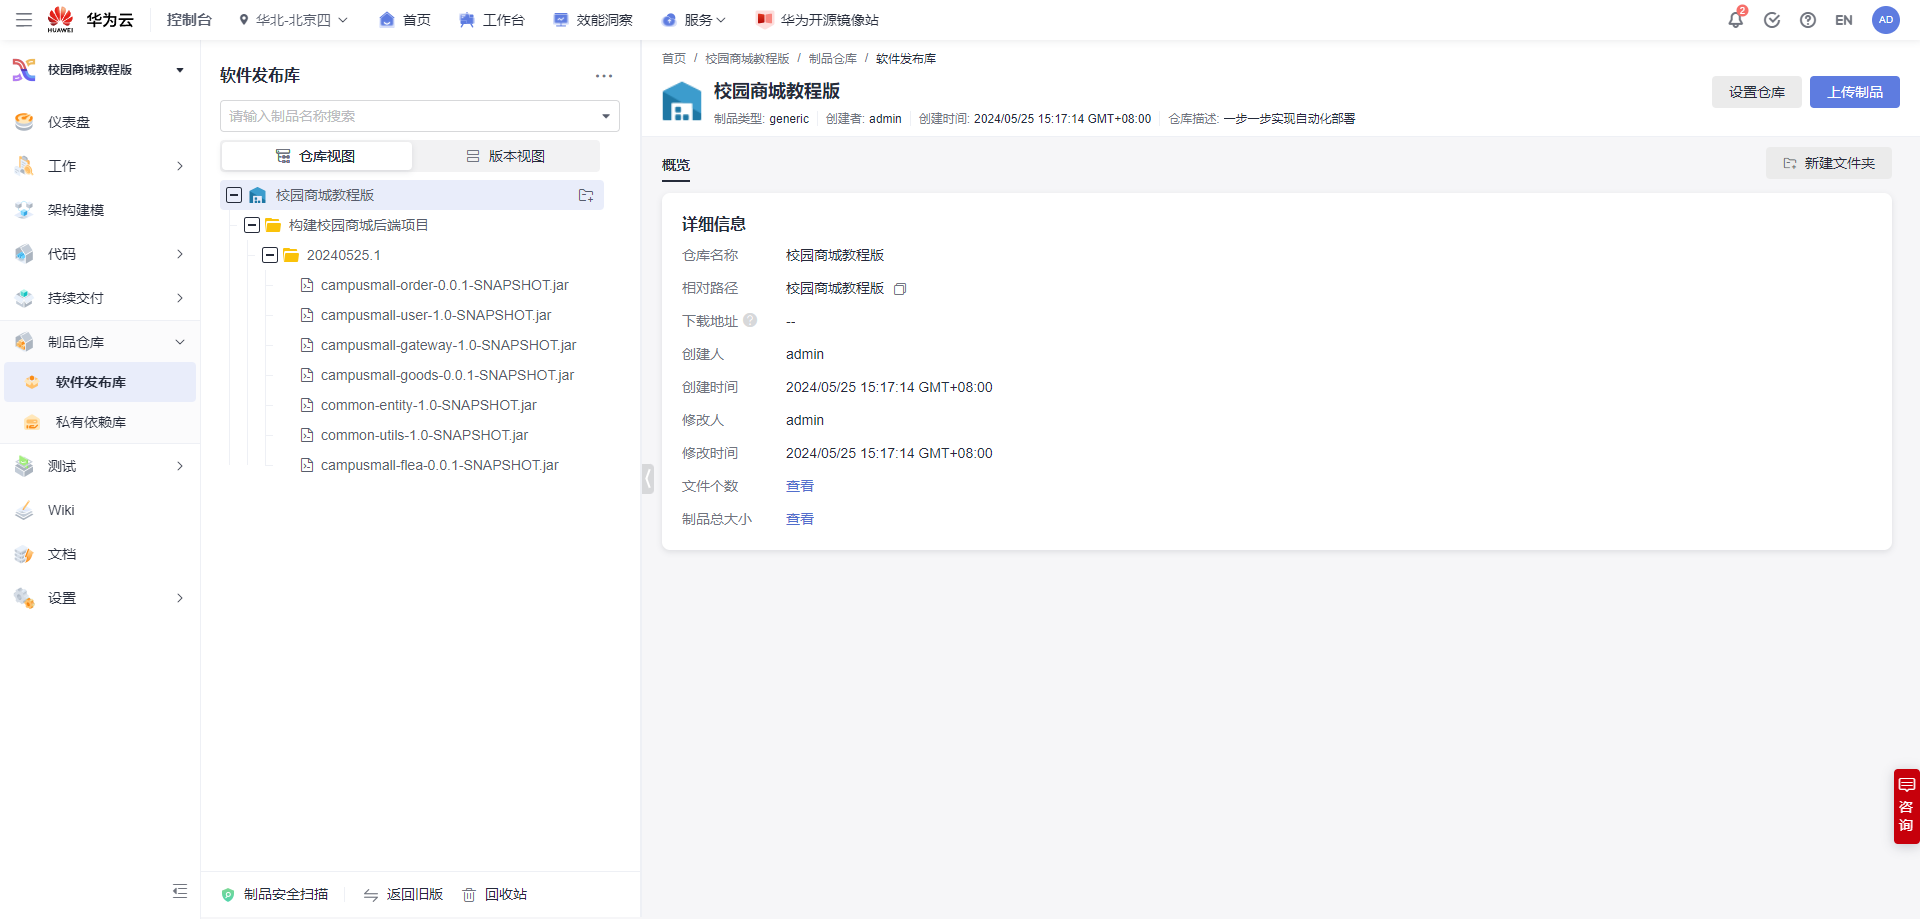 HUAWEI
华为云
控制台
华北-北京四
首页
工作台
效能洞察
服务
华为开源镜像站
2
EN
AD
校园商城教程版
仪表盘
工作
架构建模
代码
持续交付
制品仓库
软件发布库
私有依赖库
测试
Wiki
文档
设置
软件发布库
请输入制品名称搜索
仓库视图
版本视图
校园商城教程版
构建校园商城后端项目
20240525.1
campusmall-order-0.0.1-SNAPSHOT.jar
campusmall-user-1.0-SNAPSHOT.jar
campusmall-gateway-1.0-SNAPSHOT.jar
campusmall-goods-0.0.1-SNAPSHOT.jar
common-entity-1.0-SNAPSHOT.jar
common-utils-1.0-SNAPSHOT.jar
campusmall-flea-0.0.1-SNAPSHOT.jar
制品安全扫描
返回旧版
回收站
首页 / 校园商城教程版 / 制品仓库 / 软件发布库
校园商城教程版
制品类型: generic 创建者: admin 创建时间: 2024/05/25 15:17:14 GMT+08:00 仓库描述: 一步一步实现自动化部署
设置仓库
上传制品
概览
新建文件夹
详细信息
仓库名称 校园商城教程版
相对路径 校园商城教程版
下载地址 --
创建人 admin
创建时间 2024/05/25 15:17:14 GMT+08:00
修改人 admin
修改时间 2024/05/25 15:17:14 GMT+08:00
文件个数 查看
制品总大小 查看
咨询